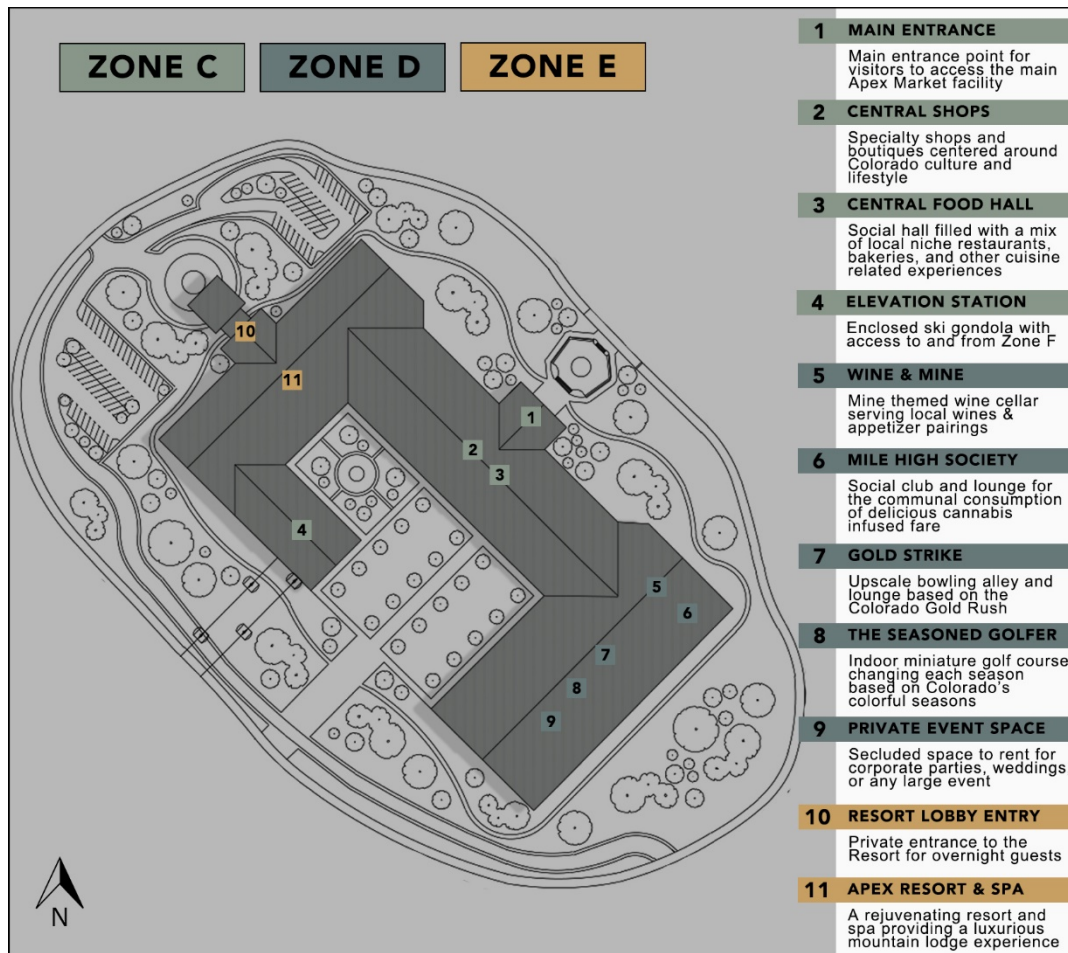 ZONE C
ZONE D
ZONE E
10
11
1
2
3
4
5
6
7
8
9
N
1 MAIN ENTRANCE
Main entrance point for
visitors to access the main
Apex Market facility
2 CENTRAL SHOPS
Specialty shops and
boutiques centered around
Colorado culture and
lifestyle
3 CENTRAL FOOD HALL
Social hall filled with a mix
of local niche restaurants,
bakeries, and other cuisine
related experiences
4 ELEVATION STATION
Enclosed ski gondola with
access to and from Zone F
5 WINE & MINE
Mine themed wine cellar
serving local wines &
appetizer pairings
6 MILE HIGH SOCIETY
Social club and lounge for
the communal consumption
of delicious cannabis
infused fare
7 GOLD STRIKE
Upscale bowling alley and
lounge based on the
Colorado Gold Rush
8 THE SEASONED GOLFER
Indoor miniature golf course
changing each season
based on Colorado's
colorful seasons
9 PRIVATE EVENT SPACE
Secluded space to rent for
corporate parties, weddings
or any large event
10 RESORT LOBBY ENTRY
Private entrance to the
Resort for overnight guests
11 APEX RESORT & SPA
A rejuvenating resort and
spa providing a luxurious
mountain lodge experience